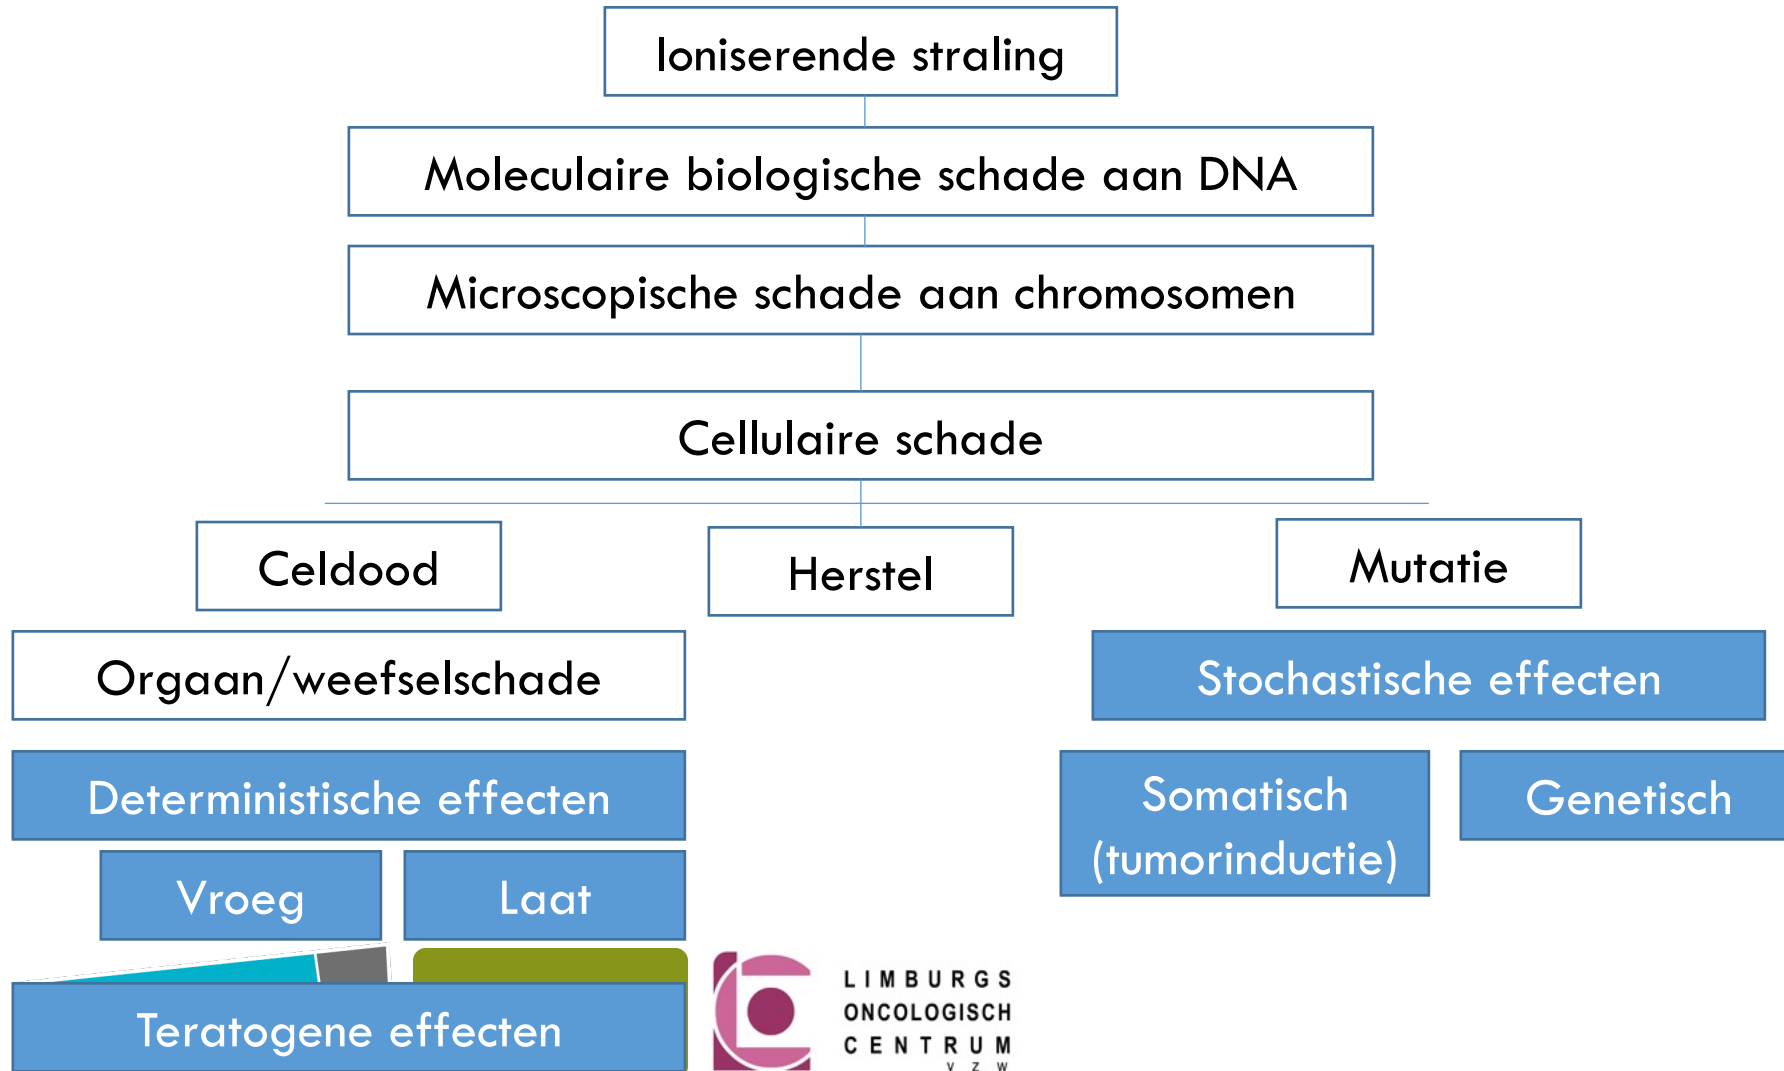 Ioniserende straling
Moleculaire biologische schade aan DNA
Microscopische schade aan chromosomen
Cellulaire schade
Celdood
Herstel
Mutatie
Orgaan/weefselschade
Stochastische effecten
Deterministische effecten
Somatisch
(tumorinductie)
Genetisch
Vroeg
Laat
Teratogene effecten
LIMBURGS
ONCOLOGISCH
CENTRUM
VZW